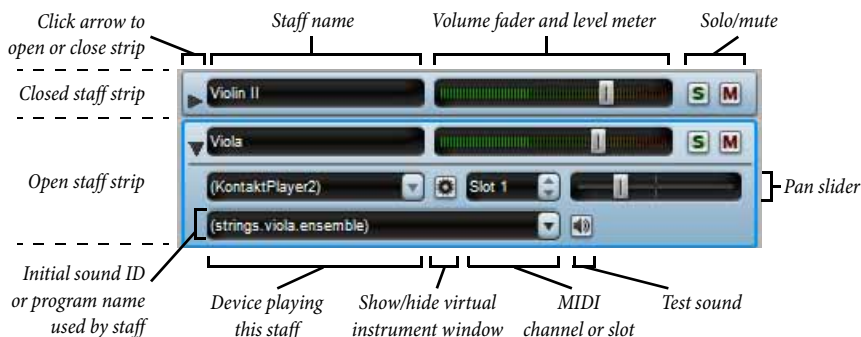 Click arrow to
open or close strip
Staff name
Volume fader and level meter
Solo/mute
Closed staff strip
Violin II
S M
Viola
S M
Open staff strip
(KontaktPlayer2)
Slot 1
Pan slider
(strings.viola.ensemble)
Initial sound ID
or program name
used by staff
Device playing
this staff
Show/hide virtual
instrument window
MIDI
channel or slot
Test sound